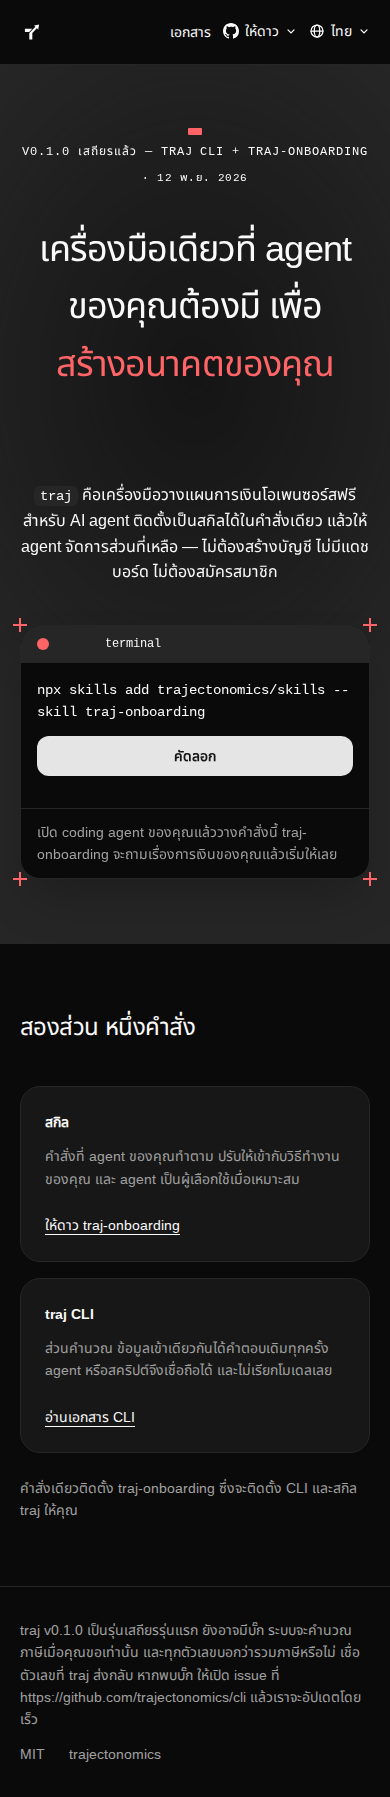 เอกสาร ให้ดาว ไทย
V0.1.0 เสถียรแล้ว — TRAJ CLI + TRAJ-ONBOARDING
· 12 พ.ย. 2026
เครื่องมือเดียวที่ agent
ของคุณต้องมี เพื่อ
สร้างอนาคตของคุณ
traj คือเครื่องมือวางแผนการเงินโอเพนซอร์สฟรี
สำหรับ AI agent ติดตั้งเป็นสกิลได้ในคำสั่งเดียว แล้วให้
agent จัดการส่วนที่เหลือ — ไม่ต้องสร้างบัญชี ไม่มีแดช
บอร์ด ไม่ต้องสมัครสมาชิก
terminal
npx skills add trajectonomics/skills --
skill traj-onboarding
คัดลอก
เปิด coding agent ของคุณแล้ววางคำสั่งนี้ traj-
onboarding จะถามเรื่องการเงินของคุณแล้วเริ่มให้เลย
สองส่วน หนึ่งคำสั่ง
สกิล
คำสั่งที่ agent ของคุณทำตาม ปรับให้เข้ากับวิธีทำงาน
ของคุณ และ agent เป็นผู้เลือกใช้เมื่อเหมาะสม
ให้ดาว traj-onboarding
traj CLI
ส่วนคำนวณ ข้อมูลเข้าเดียวกันได้คำตอบเดิมทุกครั้ง
agent หรือสคริปต์จึงเชื่อถือได้ และไม่เรียกโมเดลเลย
อ่านเอกสาร CLI
คำสั่งเดียวติดตั้ง traj-onboarding ซึ่งจะติดตั้ง CLI และสกิล
traj ให้คุณ
traj v0.1.0 เป็นรุ่นเสถียรรุ่นแรก ยังอาจมีบั๊ก ระบบจะคำนวณ
ภาษีเมื่อคุณขอเท่านั้น และทุกตัวเลขบอกว่ารวมภาษีหรือไม่ เชื่อ
ตัวเลขที่ traj ส่งกลับ หากพบบั๊ก ให้เปิด issue ที่
https://github.com/trajectonomics/cli แล้วเราจะอัปเดตโดย
เร็ว
MIT trajectonomics